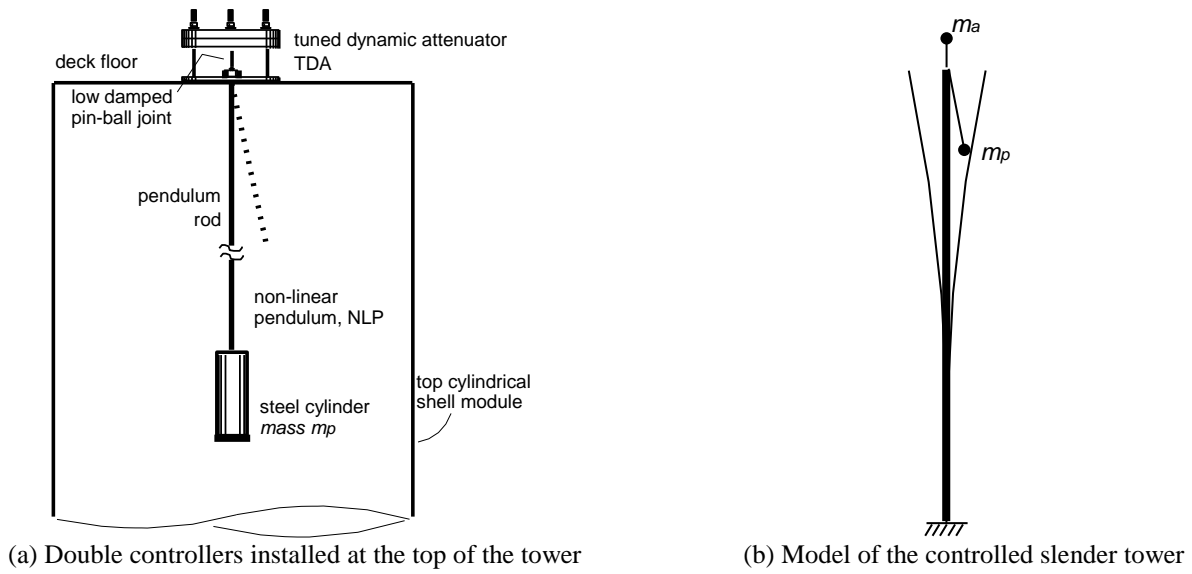 tuned dynamic attenuator
TDA
deck floor
low damped
pin-ball joint
pendulum
rod
non-linear
pendulum, NLP
top cylindrical
shell module
steel cylinder
mass mp
(a) Double controllers installed at the top of the tower
ma
mp
(b) Model of the controlled slender tower